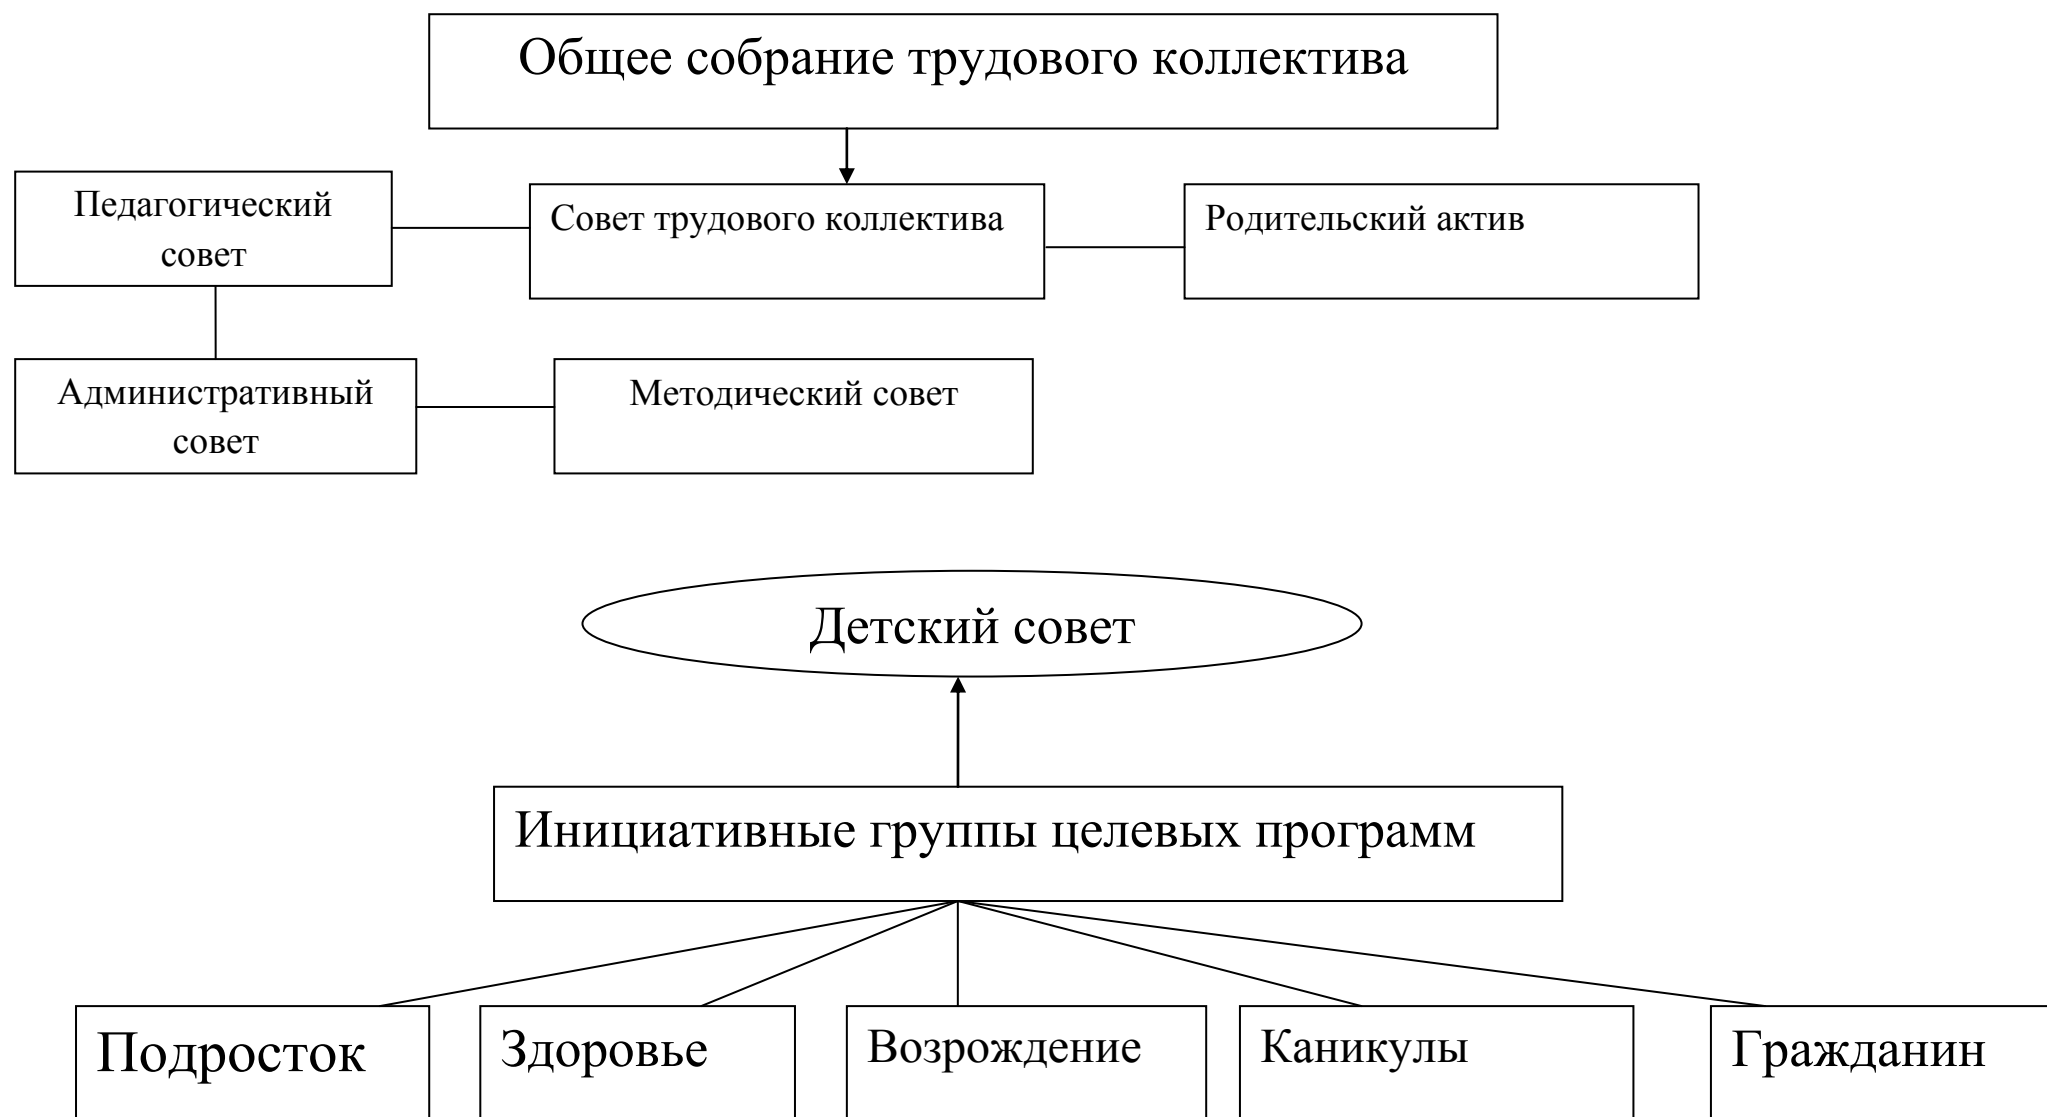 Общее собрание трудового коллектива
Педагогический
совет
Совет трудового коллектива
Родительский актив
Административный
совет
Методический совет
Детский совет
Инициативные группы целевых программ
Подросток
Здоровье
Возрождение
Каникулы
Гражданин